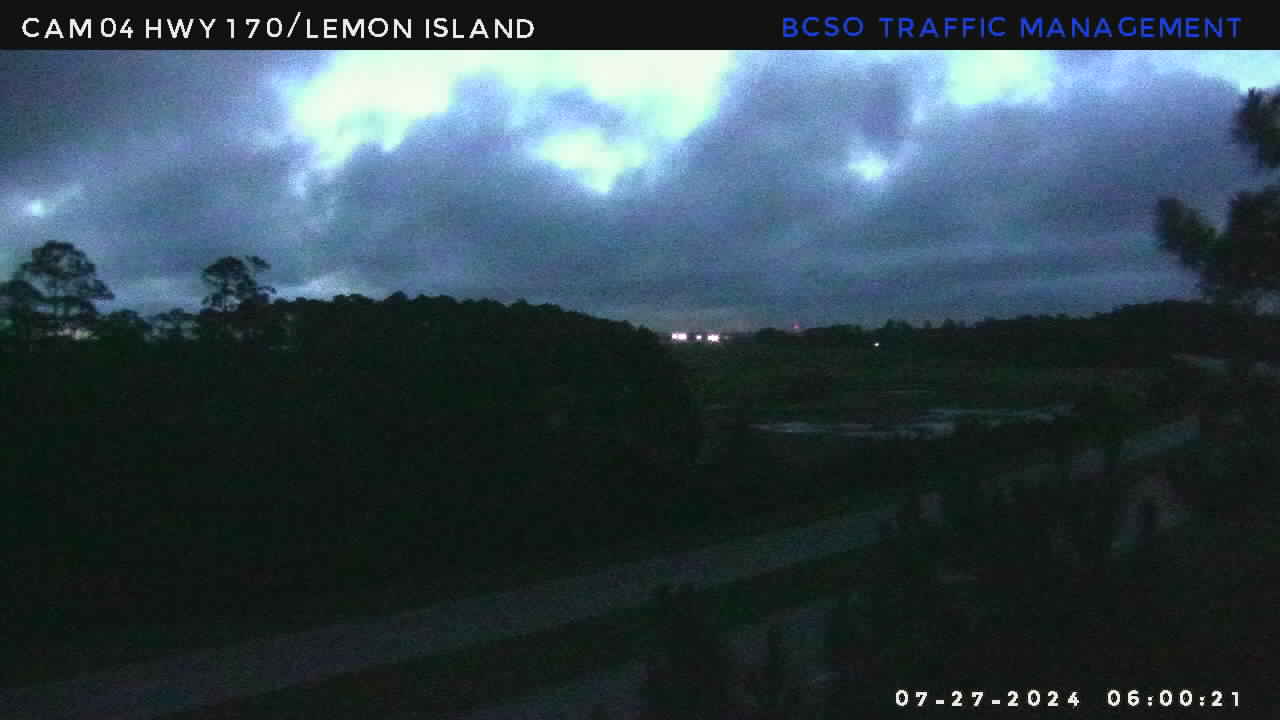 CAM04 HWY 170/LEMON ISLAND
BCSO TRAFFIC MANAGEMENT
07-27-2024 06:00:21